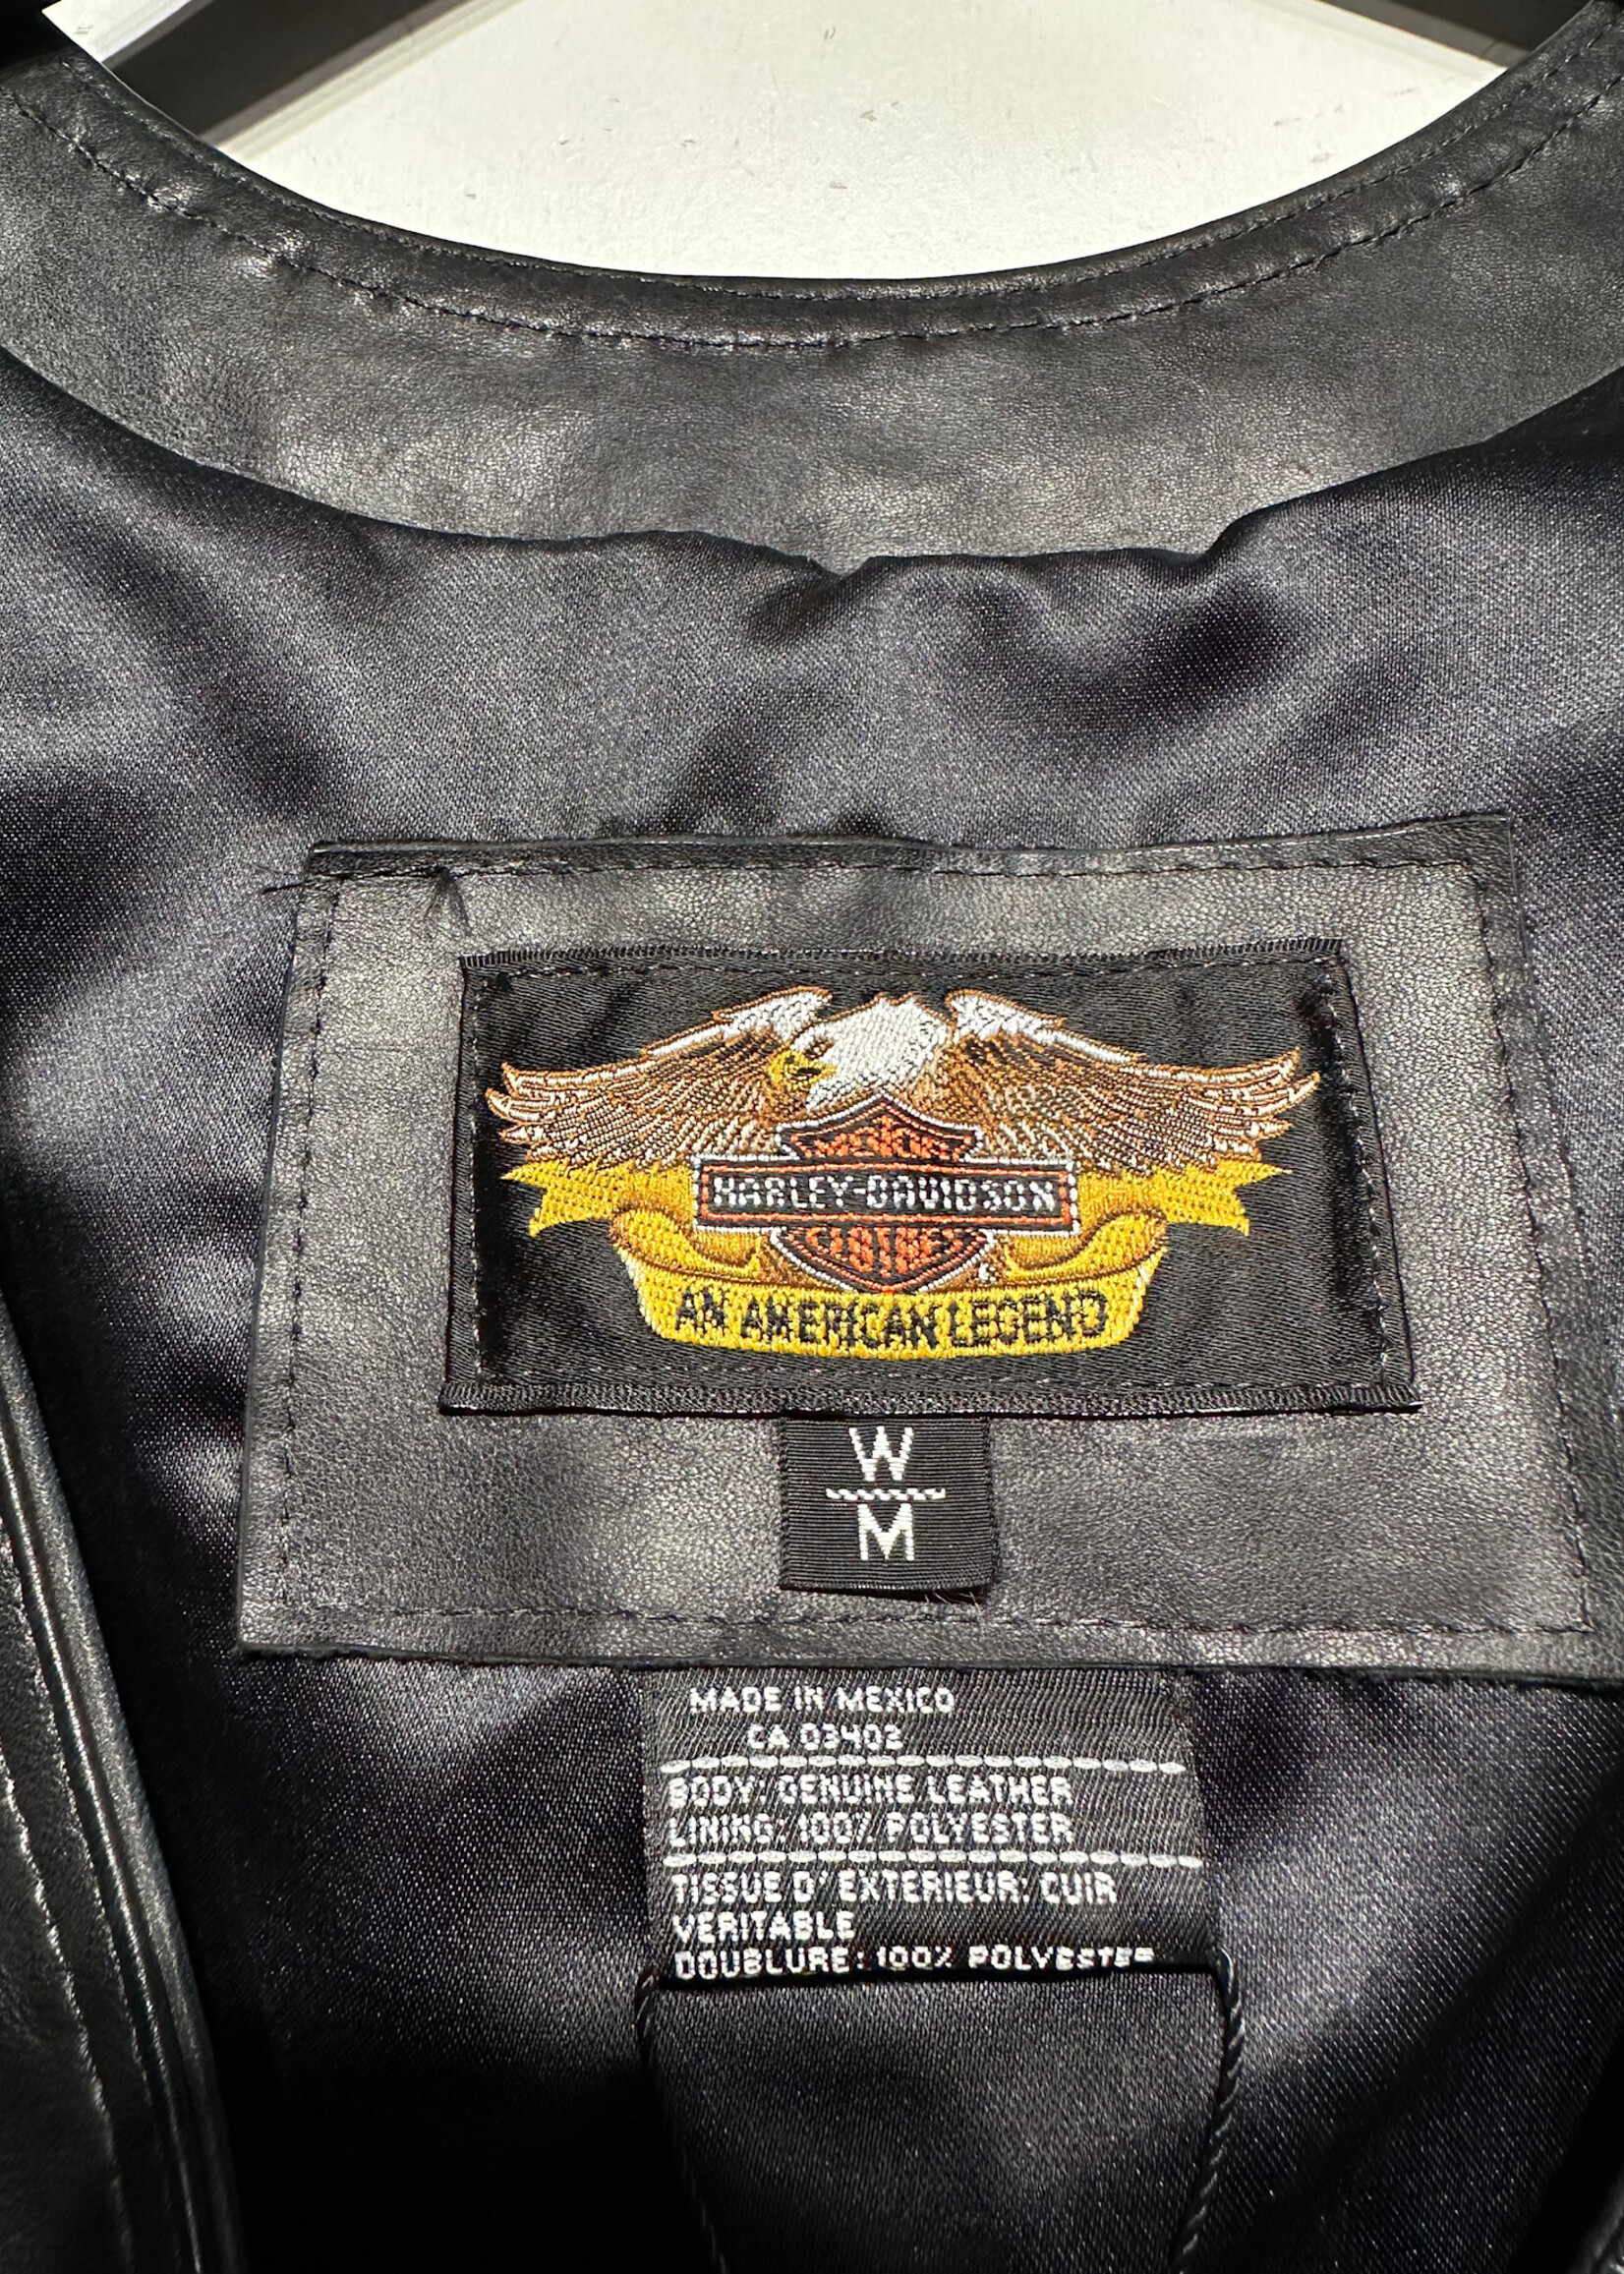 MOTOR
HARLEY-DAVIDSON
CLOTHES
AN AMERICAN LEGEND
W
M
MADE IN MEXICO
CA 03402
BODY: GENUINE LEATHER
LINING: 100% POLYESTER
TISSUE D' EXTERIEUR: CUIR
VERITABLE
DOUBLURE: 100% POLYESTER